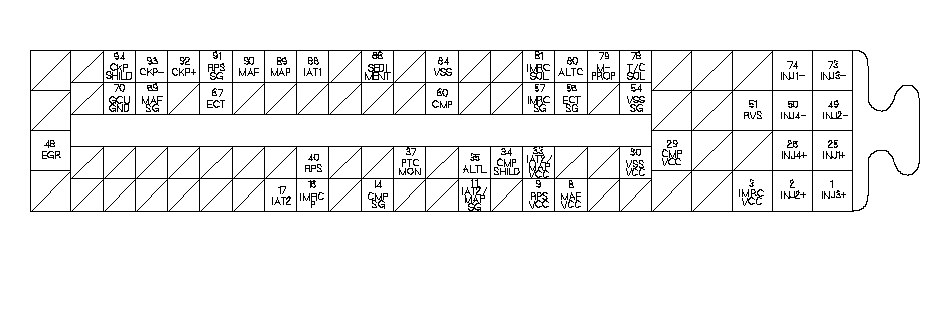 94 CKP SHILD
93 CKP-
92 CKP+
91 RPS SG
90 MAF
89 MAP
88 IAT1
86 SEDI MENT
84 VSS
81 IMRC SOL
80 ALTC
79 M-PROP
78 T/C SOL
74 INJ1-
73 INJ3-
70 GCU GND
69 MAF SG
67 ECT
60 CMP
57 IMRC SG
56 ECT SG
54 VSS SG
51 RVS
50 INJ4-
49 INJ2-
48 EGR
40 RPS
37 PTC MON
35 ALTL
34 CMP SHILD
33 IAT2/ MAP VCC
30 VSS VCC
29 CMP VCC
26 INJ4+
25 INJ1+
17 IAT2
16 IMRC P
14 CMP SG
11 IAT2/ MAP SG
9 RPS VCC
8 MAF VCC
3 IMRC VCC
2 INJ2+
1 INJ3+